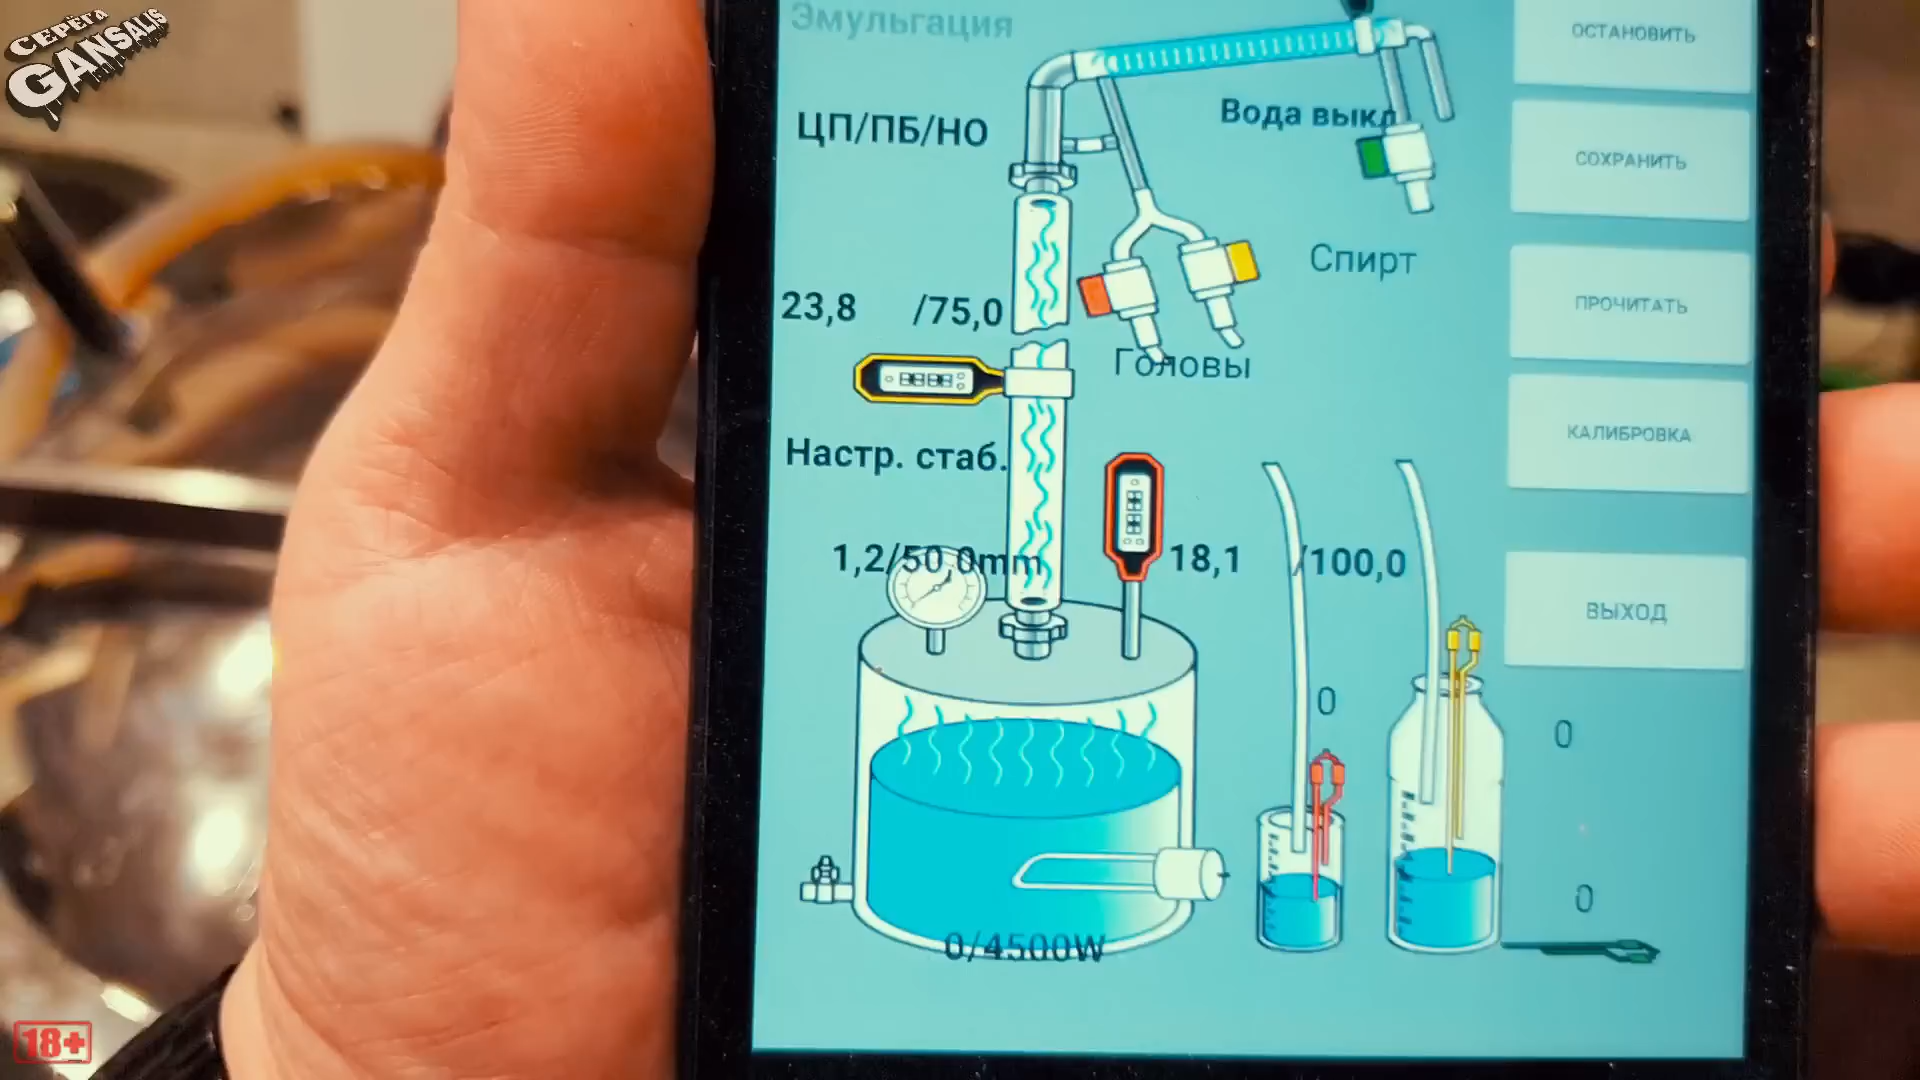 СЕРЁГА
GANSALIS
Эмульгация
ОСТАНОВИТЬ
ЦП/ПБ/НО
Вода выкл
СОХРАНИТЬ
Спирт
23,8 /75,0
ПРОЧИТАТЬ
Головы
КАЛИБРОВКА
Настр. стаб.
1,2/50,0mm
18,1 /100,0
ВЫХОД
0
0
0
0/4500W
18+